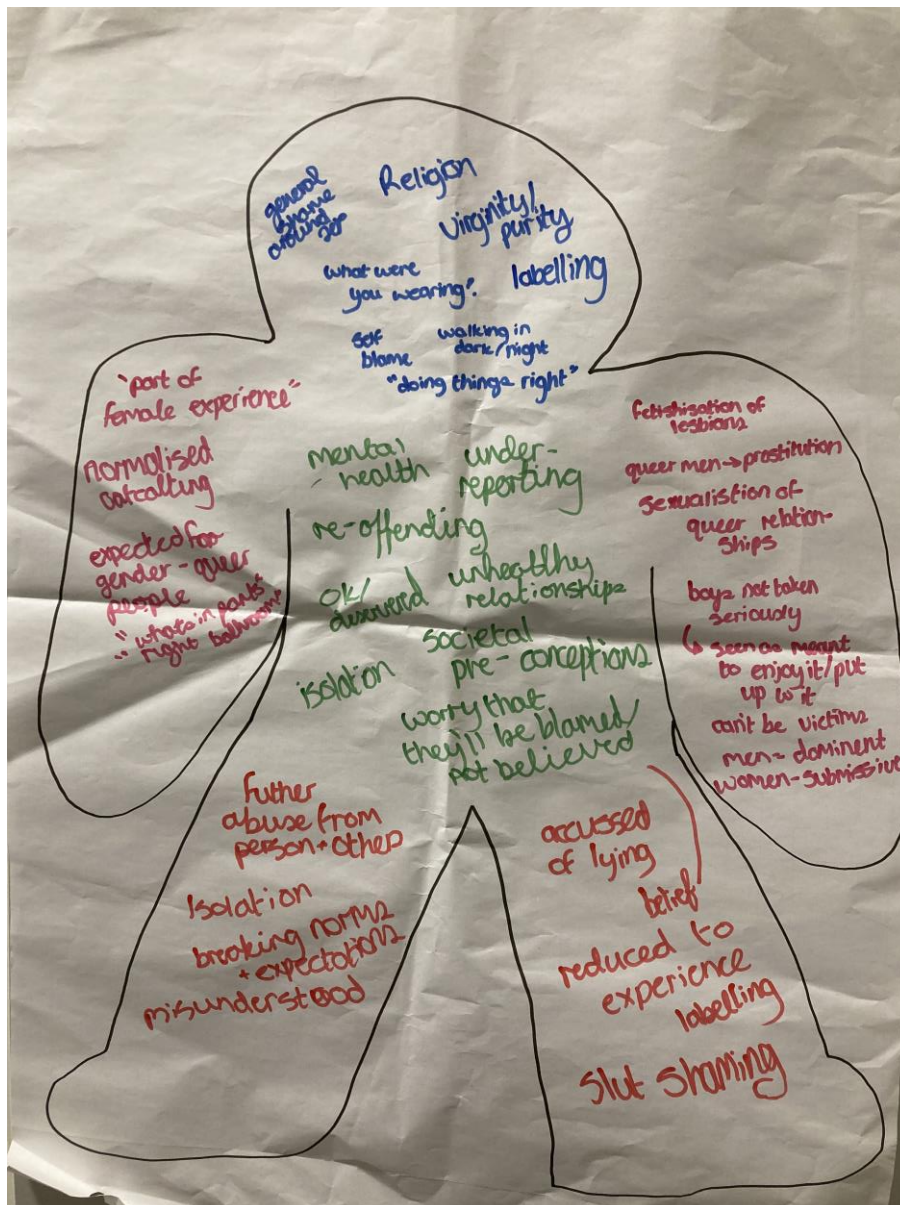 general
shame
around
sex
Religion
virginity/
purity
what were
you wearing?
labelling
self
blame
walking in
dark/night
"doing things right"
"part of
female experience"
normalised
catcalling
expected for
gender-queer
people
"whats in pants"
right ballroom"
mental
health
under-
reporting
re-offending
ok/
unhealthy
relationships
societal
pre-conceptions
isolation
worry that
they'll be blamed/
not believed
fetishisation of
lesbians
queer men→prostitution
sexualistion of
queer relation-
ships
boys not taken
seriously
↳ seen as meant
to enjoy it/put
up w it
can't be victims
men = dominent
women-submissive
futher
abuse from
person + other
Isolation
breaking norms
+ expectations
misunderstood
accussed
of lying
belief
reduced to
experience
labelling
slut shaming